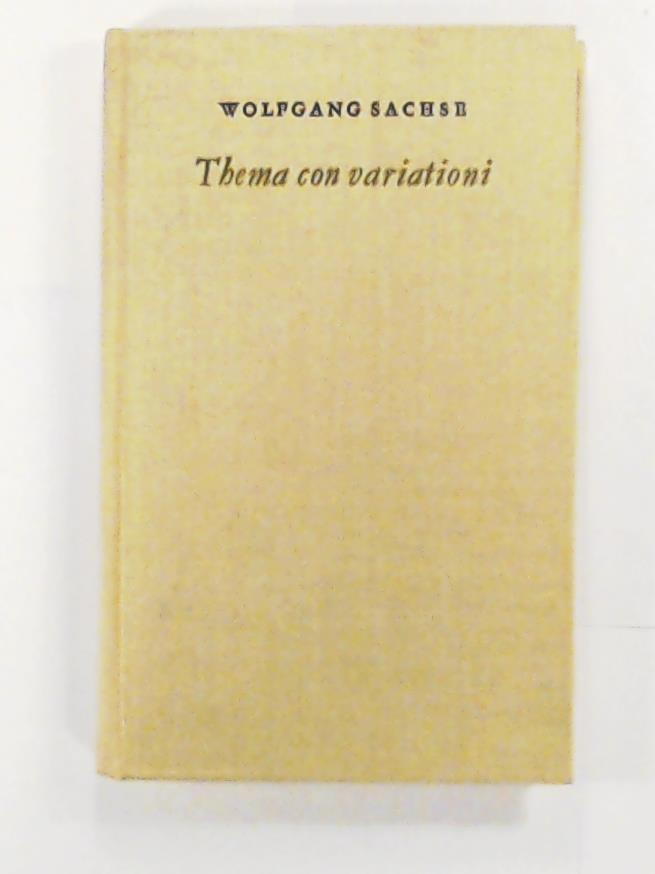 WOLFGANG SACHSE
Thema con variationi